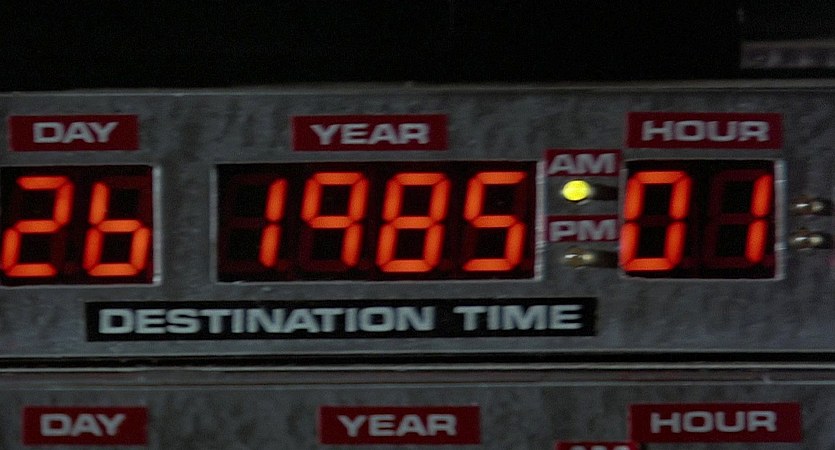 DAY YEAR HOUR
AM
26 1985 01
PM
DESTINATION TIME
DAY YEAR HOUR